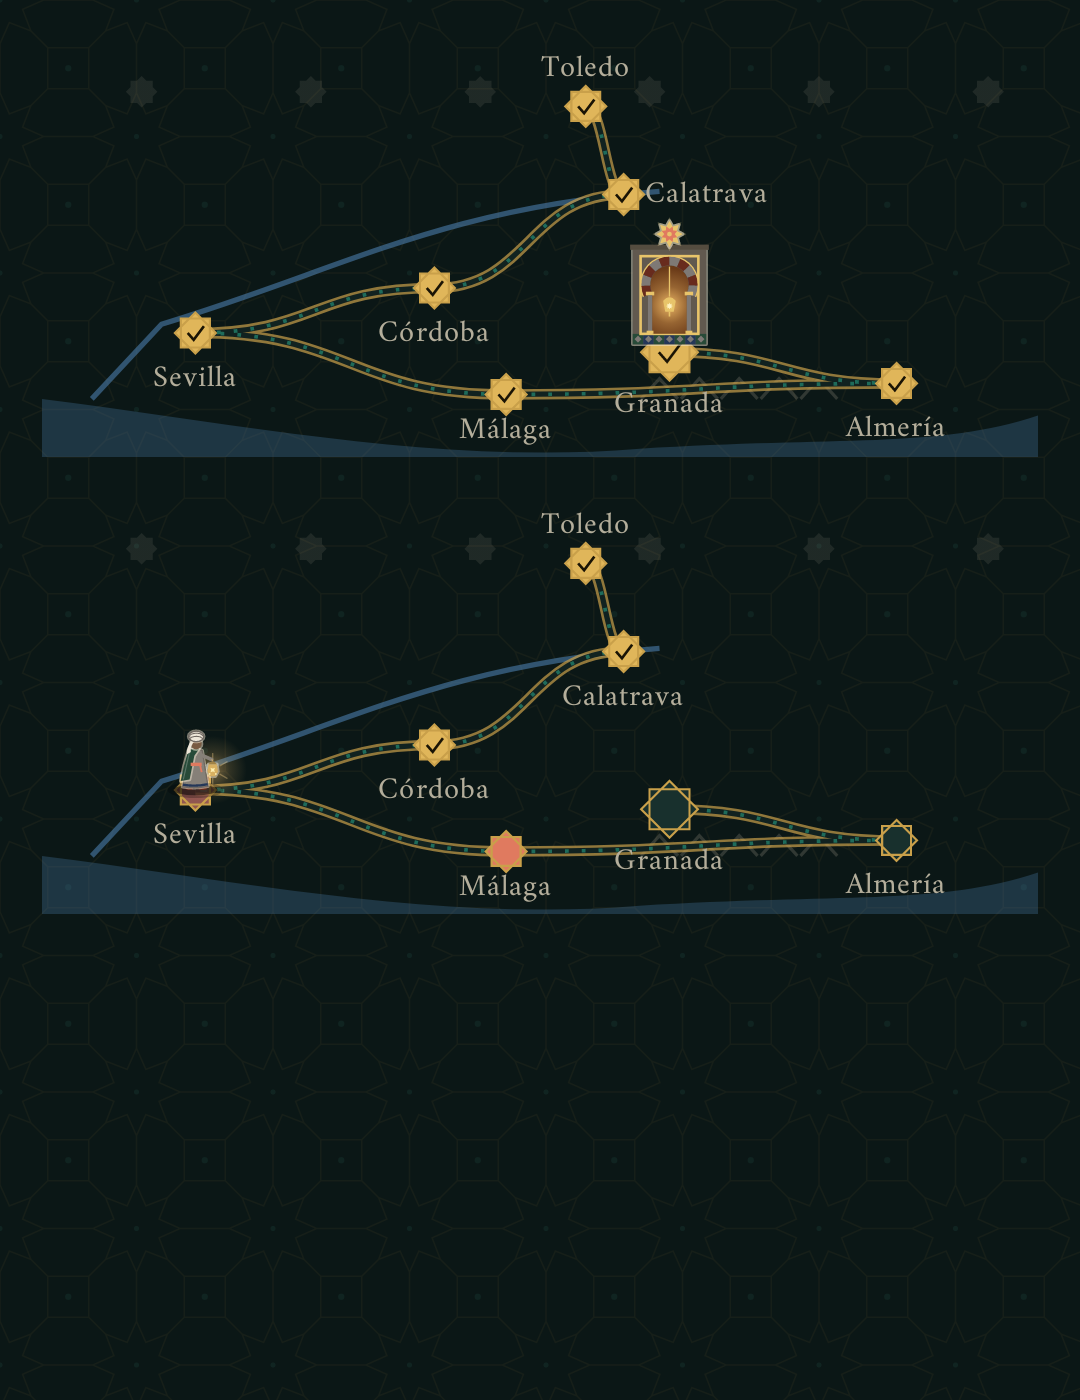 Toledo
Calatrava
Córdoba
Sevilla
Granada
Málaga
Almería
Toledo
Calatrava
Córdoba
Sevilla
Granada
Málaga
Almería